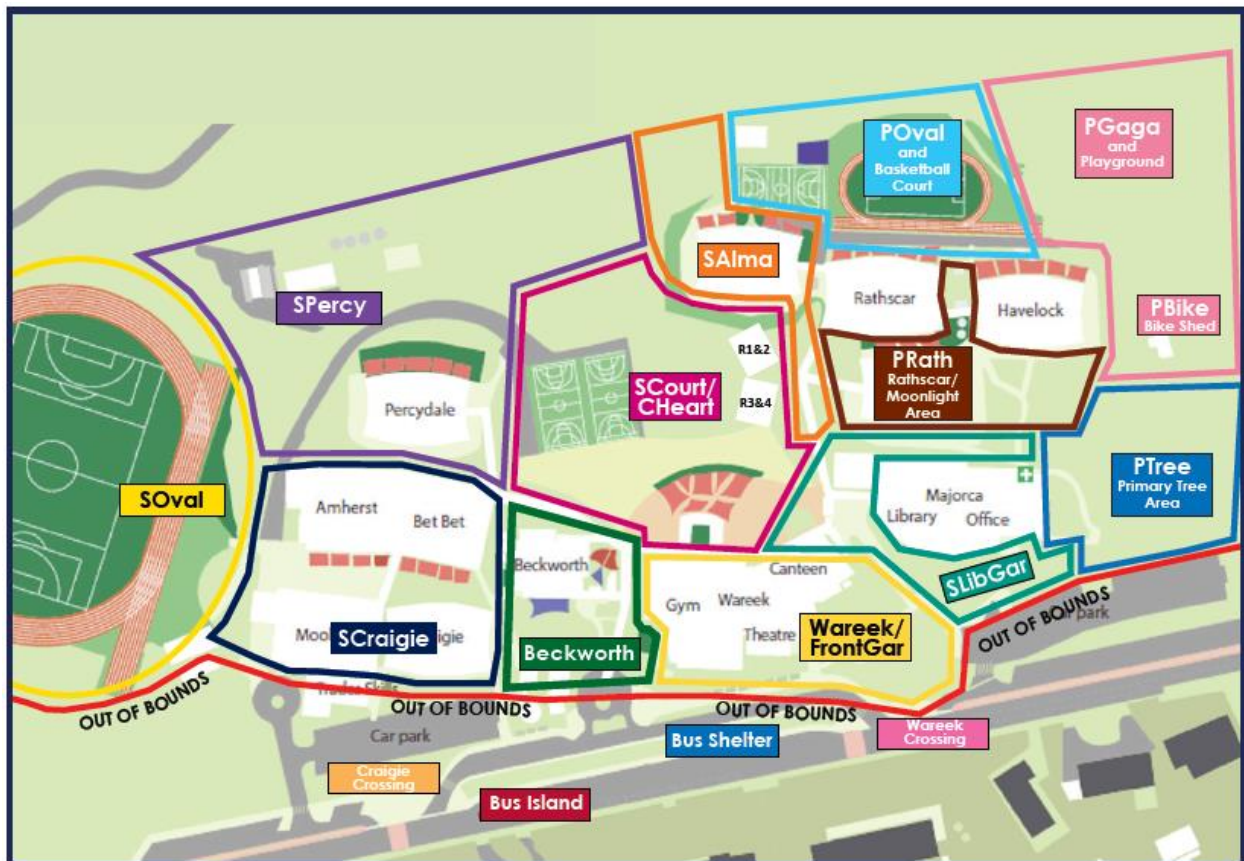 PGaga
and
Playground
POval
and
Basketball
Court
SAlma
Rathscar
Havelock
PBike
Bike Shed
SPercy
R1&2
PRath
Rathscar/
Moonlight
Area
SCourt/
CHeart
R3&4
Percydale
PTree
Primary Tree
Area
SOval
Amherst
Bet Bet
Majorca
Library
Office
Beckworth
Canteen
SLibGar
Gym
Wareek
Theatre
Wareek/
FrontGar
SCraigie
Beckworth
OUT OF BOUNDS
OUT OF BOUNDS
OUT OF BOUNDS
OUT OF BOUNDS
Car park
Bus Shelter
Wareek
Crossing
Craigie
Crossing
Bus Island